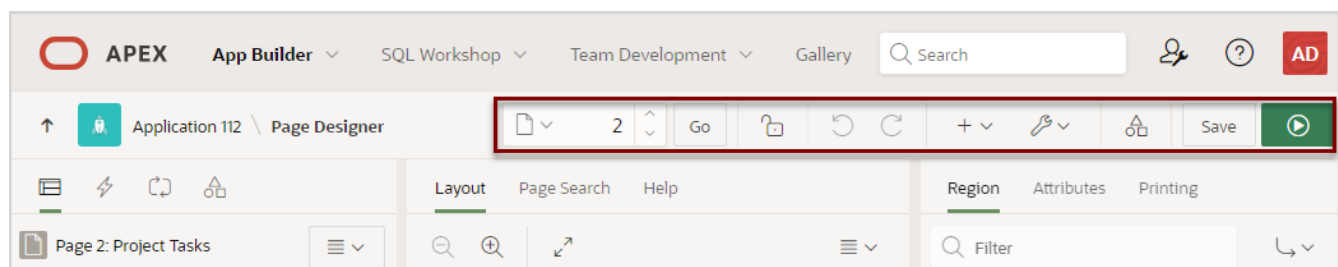 APEX App Builder SQL Workshop Team Development Gallery Search AD
Application 112 \ Page Designer 2 Go Save
Layout Page Search Help Region Attributes Printing
Page 2: Project Tasks Filter